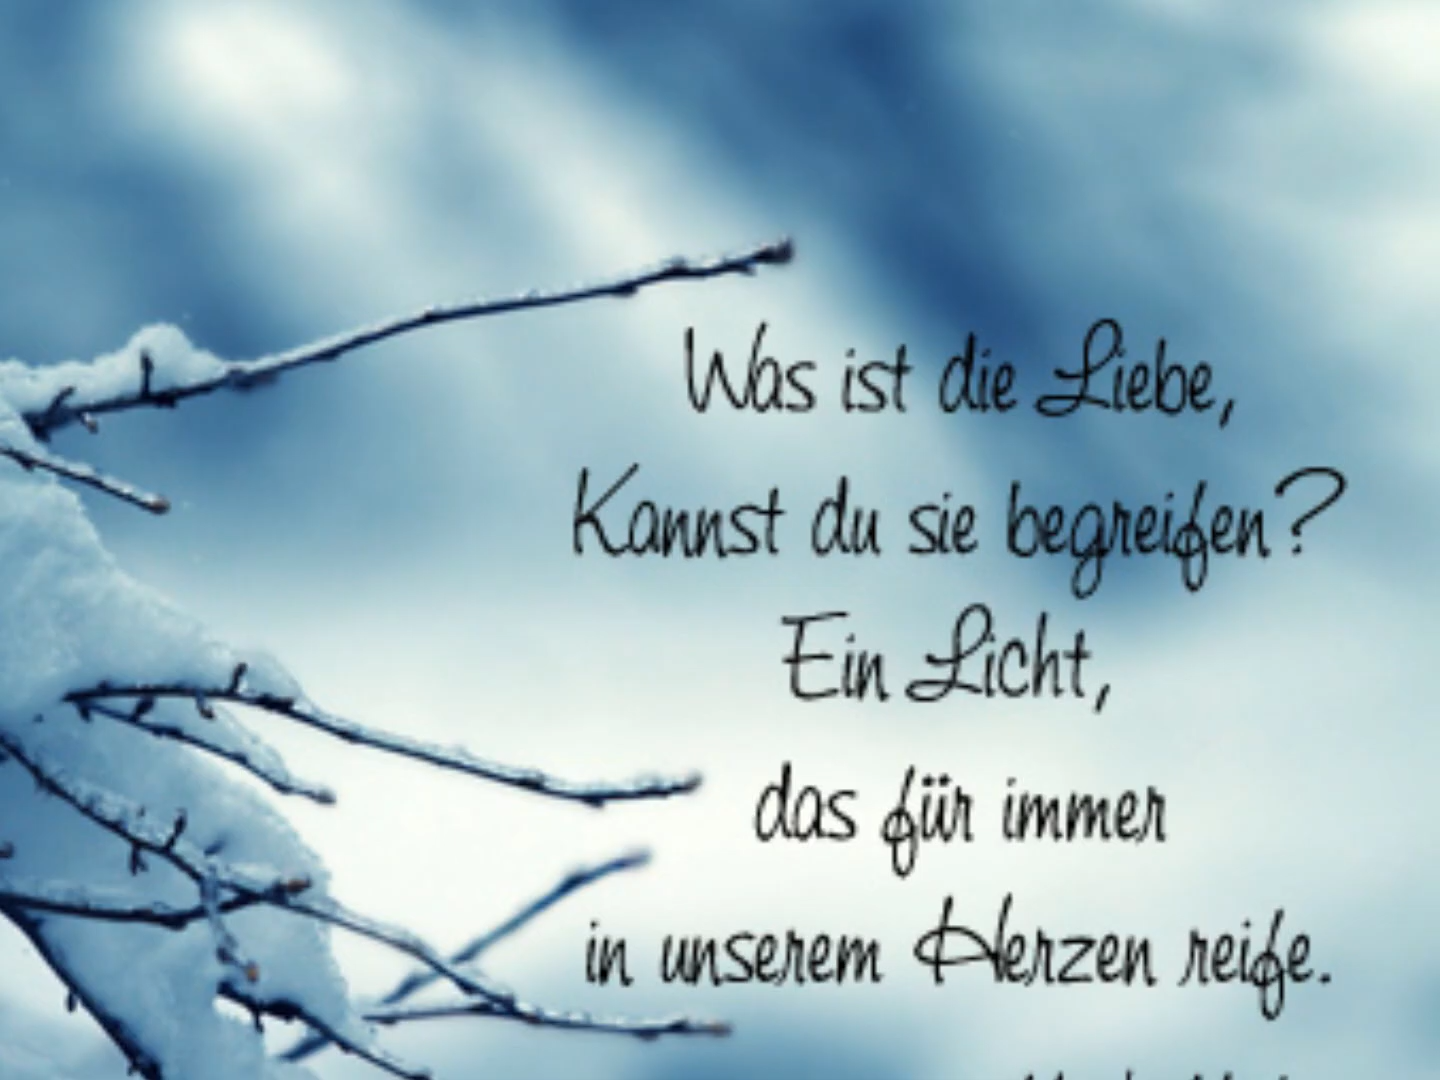 Was ist die Liebe,
Kannst du sie begreifen?
Ein Licht,
das für immer
in unserem Herzen reife.